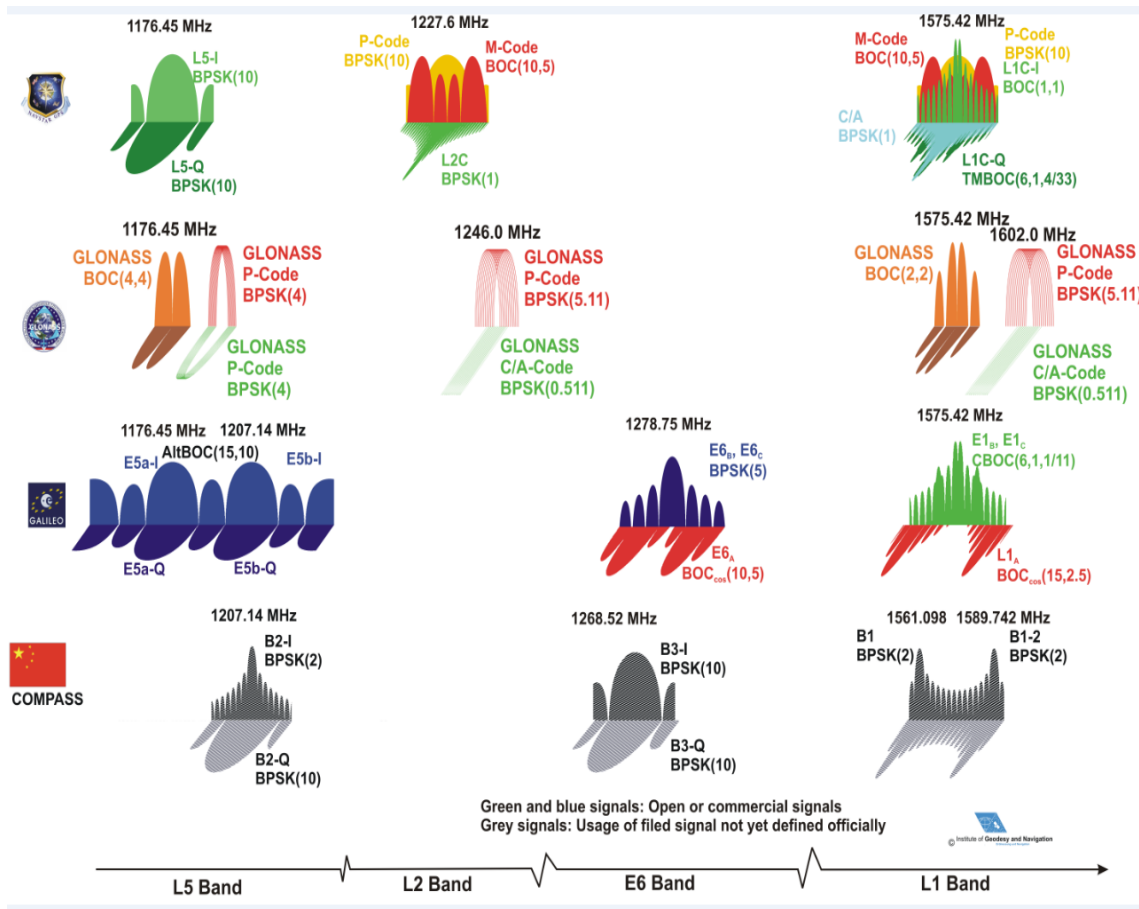 1176.45 MHz
L5-I
BPSK(10)
L5-Q
BPSK(10)
1227.6 MHz
P-Code
BPSK(10)
M-Code
BOC(10,5)
L2C
BPSK(1)
1575.42 MHz
M-Code
BOC(10,5)
P-Code
BPSK(10)
L1C-I
BOC(1,1)
C/A
BPSK(1)
L1C-Q
TMBOC(6,1,4/33)
NAVSTAR GPS
1176.45 MHz
GLONASS
BOC(4,4)
GLONASS
P-Code
BPSK(4)
GLONASS
P-Code
BPSK(4)
1246.0 MHz
GLONASS
P-Code
BPSK(5.11)
GLONASS
C/A-Code
BPSK(0.511)
1575.42 MHz
1602.0 MHz
GLONASS
BOC(2,2)
GLONASS
P-Code
BPSK(5.11)
GLONASS
C/A-Code
BPSK(0.511)
GLONASS
1176.45 MHz
1207.14 MHz
AltBOC(15,10)
E5a-I
E5b-I
E5a-Q
E5b-Q
1278.75 MHz
E6B, E6C
BPSK(5)
E6A
BOCcos(10,5)
1575.42 MHz
E1B, E1C
CBOC(6,1,1/11)
L1A
BOCcos(15,2.5)
GALILEO
1207.14 MHz
B2-I
BPSK(2)
B2-Q
BPSK(10)
1268.52 MHz
B3-I
BPSK(10)
B3-Q
BPSK(10)
1561.098
1589.742 MHz
B1
BPSK(2)
B1-2
BPSK(2)
COMPASS
Green and blue signals: Open or commercial signals
Grey signals: Usage of filed signal not yet defined officially
© Institute of Geodesy and Navigation
L5 Band
L2 Band
E6 Band
L1 Band